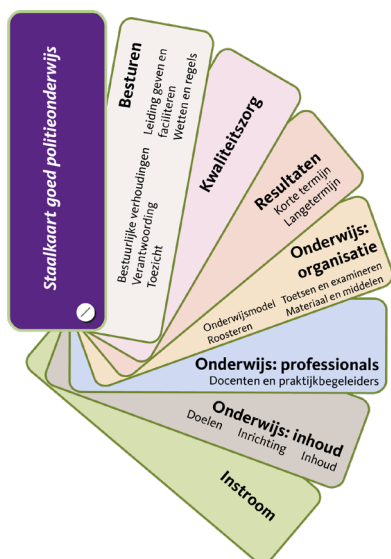 Staalkaart goed politieonderwijs
Besturen
Leiding geven en
faciliteren
Wetten en regels
Bestuurlijke verhoudingen
Verantwoording
Toezicht
Kwaliteitszorg
Resultaten
Korte termijn
Langetermijn
Onderwijs:
organisatie
Onderwijsmodel Toetsen en examineren
Roosteren Materiaal en middelen
Onderwijs: professionals
Docenten en praktijkbegeleiders
Onderwijs: inhoud
Doelen Inrichting Inhoud
Instroom